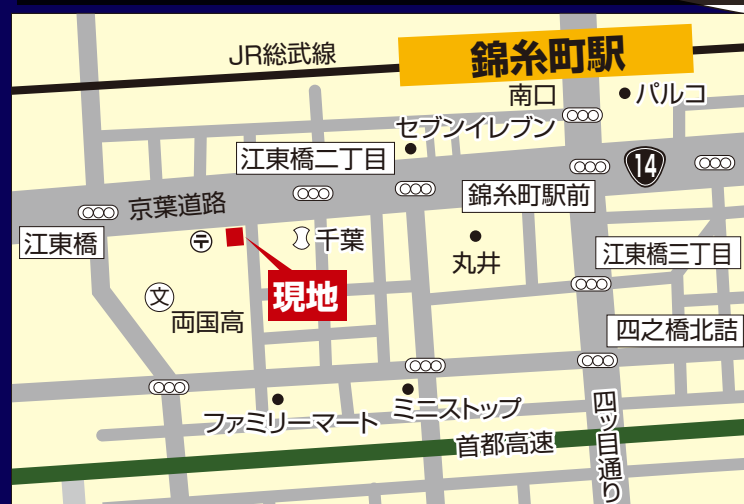 JR総武線
錦糸町駅
南口
パルコ
セブンイレブン
江東橋二丁目
14
京葉道路
錦糸町駅前
江東橋
〒
千葉
丸井
江東橋三丁目
現地
文
両国高
四之橋北詰
ファミリーマート
ミニストップ
四ッ目通り
首都高速